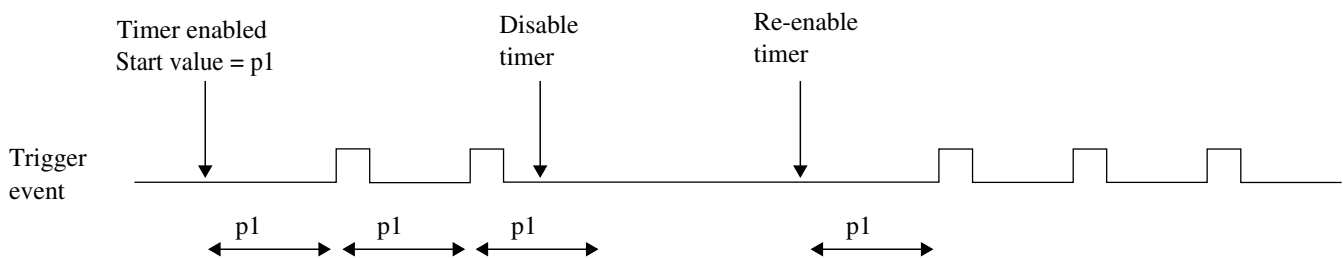 Timer enabled
Start value = p1
Disable
timer
Re-enable
timer
Trigger
event
p1
p1
p1
p1